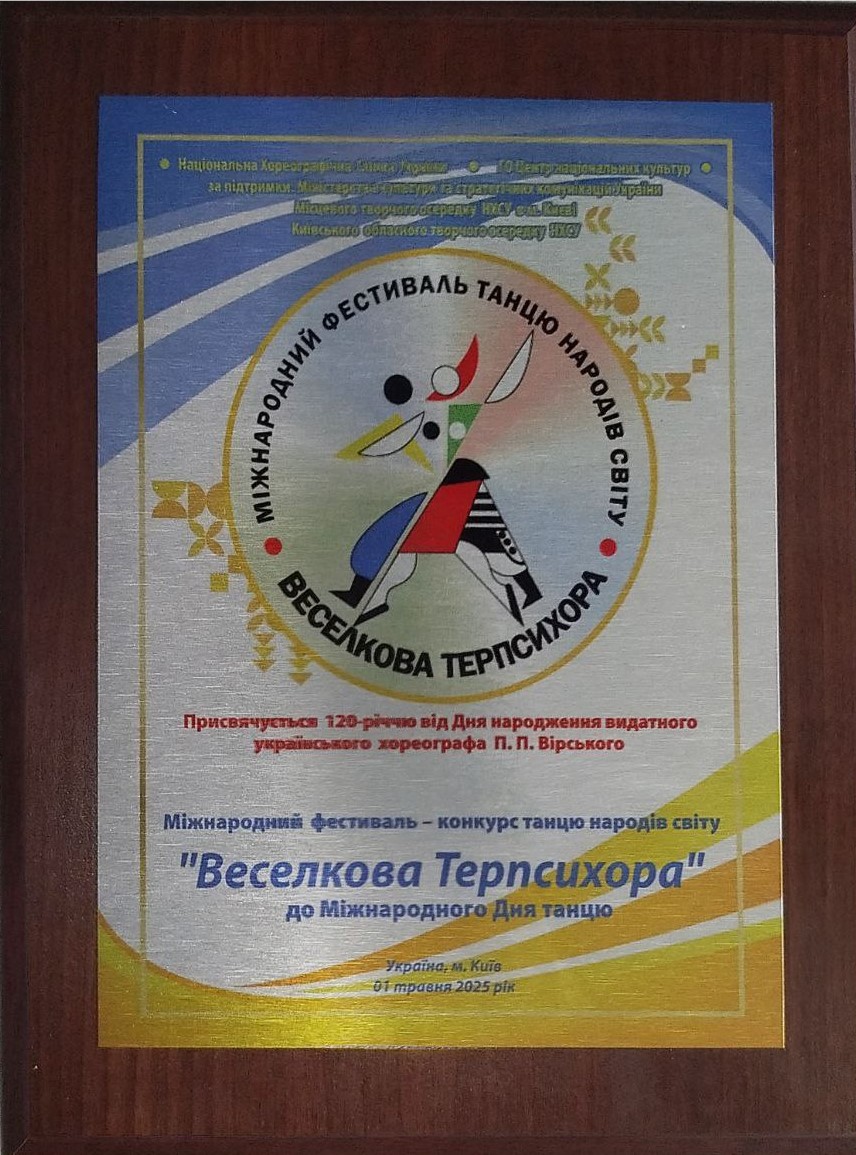 • Національна Хореографічна Спілка України • ГО Центр національних культур •
за підтримки: Міністерства культури та стратегічних комунікацій України
Місцевого творчого осередку НХСУ в м. Києві
Київського обласного творчого осередку НХСУ
МІЖНАРОДНИЙ ФЕСТИВАЛЬ ТАНЦЮ НАРОДІВ СВІТУ
ВЕСЕЛКОВА ТЕРПСИХОРА
Присвячується 120-річчю від Дня народження видатного
українського хореографа П. П. Вірського
Міжнародний фестиваль – конкурс танцю народів світу
"Веселкова Терпсихора"
до Міжнародного Дня танцю
Україна, м. Київ
01 травня 2025 рік